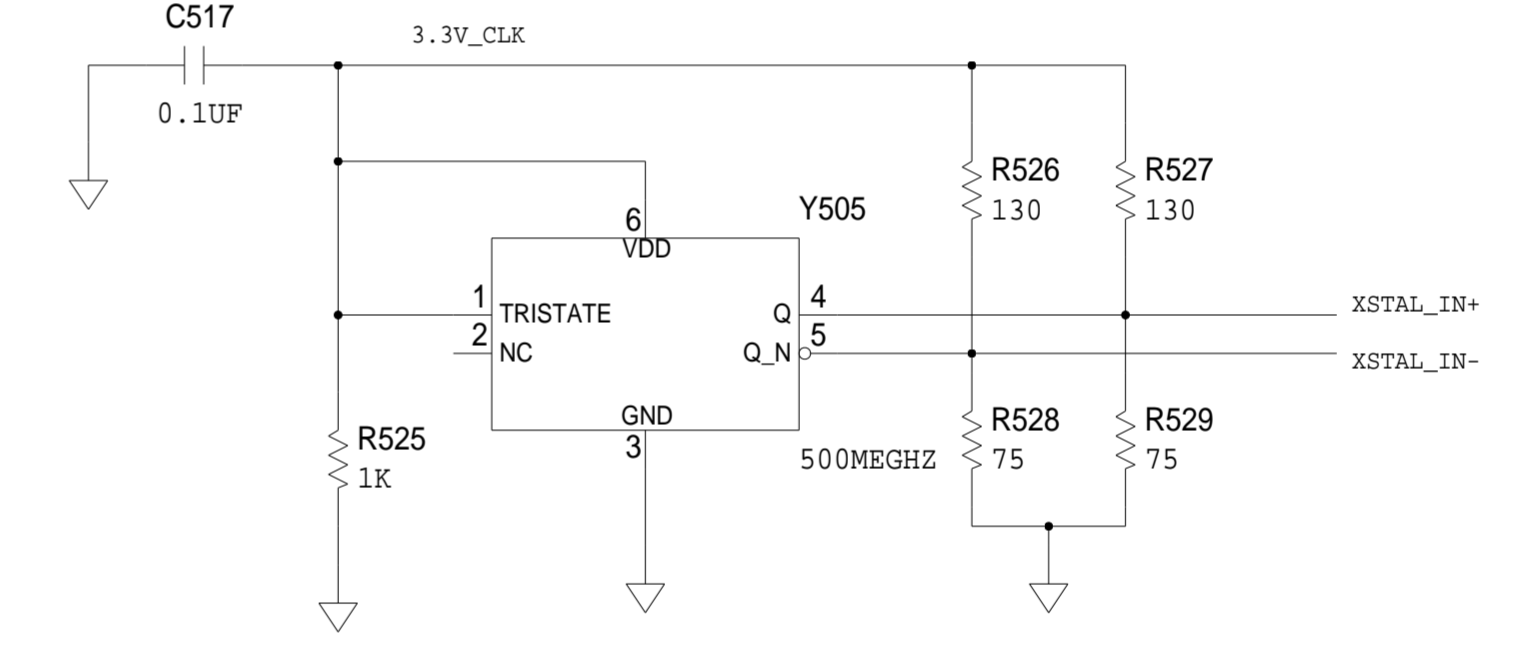 C517
3.3V_CLK
0.1UF
R526
130
R527
130
Y505
6
VDD
1
TRISTATE
Q
4
XSTAL_IN+
2
NC
Q_N
5
XSTAL_IN-
GND
3
R525
1K
500MEGHZ
R528
75
R529
75